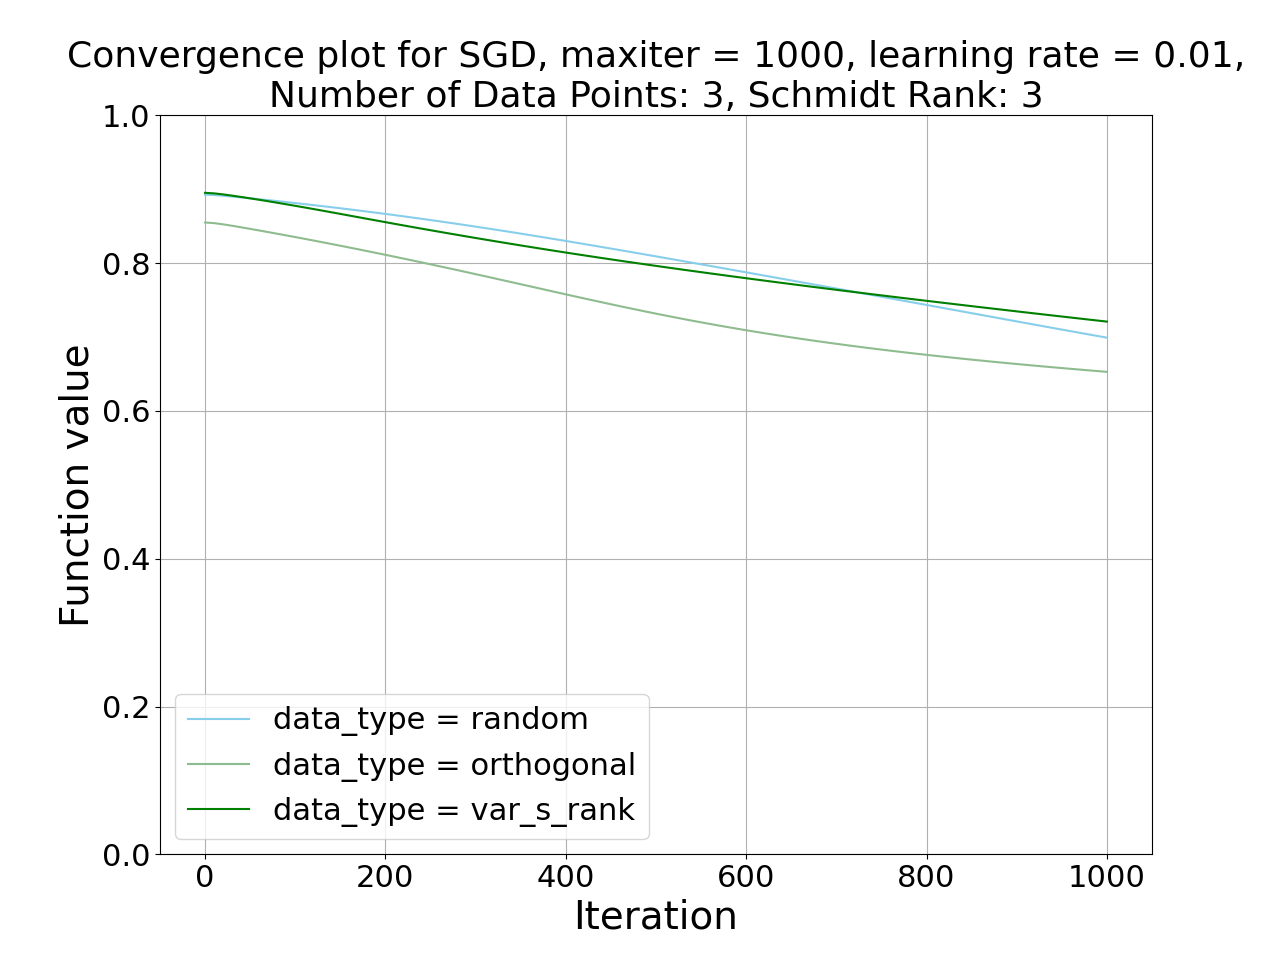 Convergence plot for SGD, maxiter = 1000, learning rate = 0.01,
Number of Data Points: 3, Schmidt Rank: 3
Function value
1.0
0.8
0.6
0.4
0.2
0.0
data_type = random
data_type = orthogonal
data_type = var_s_rank
0 200 400 600 800 1000
Iteration